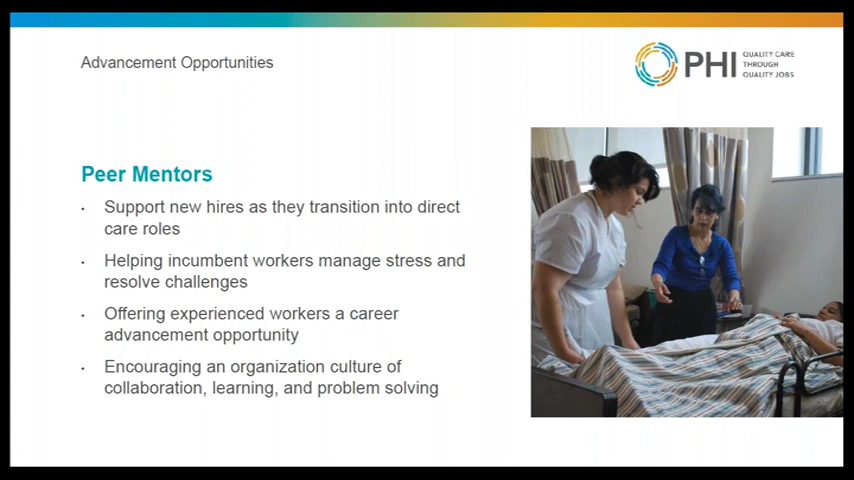 Advancement Opportunities
PHI
QUALITY CARE
THROUGH
QUALITY JOBS
Peer Mentors
• Support new hires as they transition into direct
care roles
• Helping incumbent workers manage stress and
resolve challenges
• Offering experienced workers a career
advancement opportunity
• Encouraging an organization culture of
collaboration, learning, and problem solving